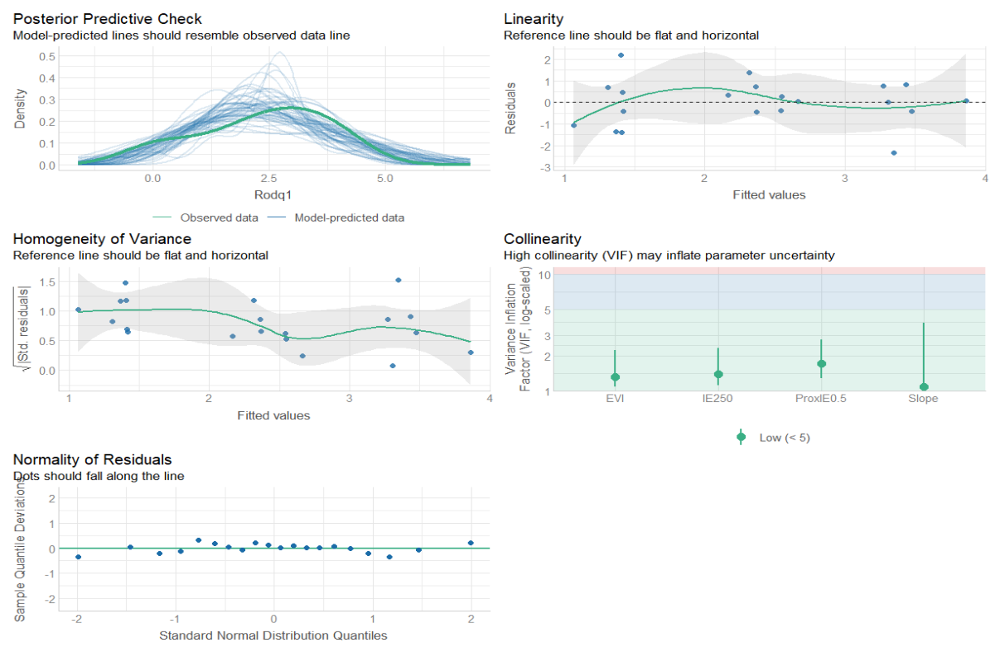 Posterior Predictive Check
Model-predicted lines should resemble observed data line
Density
0.5
0.4
0.3
0.2
0.1
0.0
0.0 2.5 5.0
Rodq1
Observed data Model-predicted data
Linearity
Reference line should be flat and horizontal
Residuals
2
1
0
-1
-2
-3
1 2 3 4
Fitted values
Homogeneity of Variance
Reference line should be flat and horizontal
√|Std. residuals|
1.5
1.0
0.5
0.0
1 2 3 4
Fitted values
Collinearity
High collinearity (VIF) may inflate parameter uncertainty
Variance Inflation
Factor (VIF, log-scaled)
10
5
3
2
1
EVI IE250 ProxIE0.5 Slope
Low (< 5)
Normality of Residuals
Dots should fall along the line
Sample Quantile Deviations
2
1
0
-1
-2
-2 -1 0 1 2
Standard Normal Distribution Quantiles